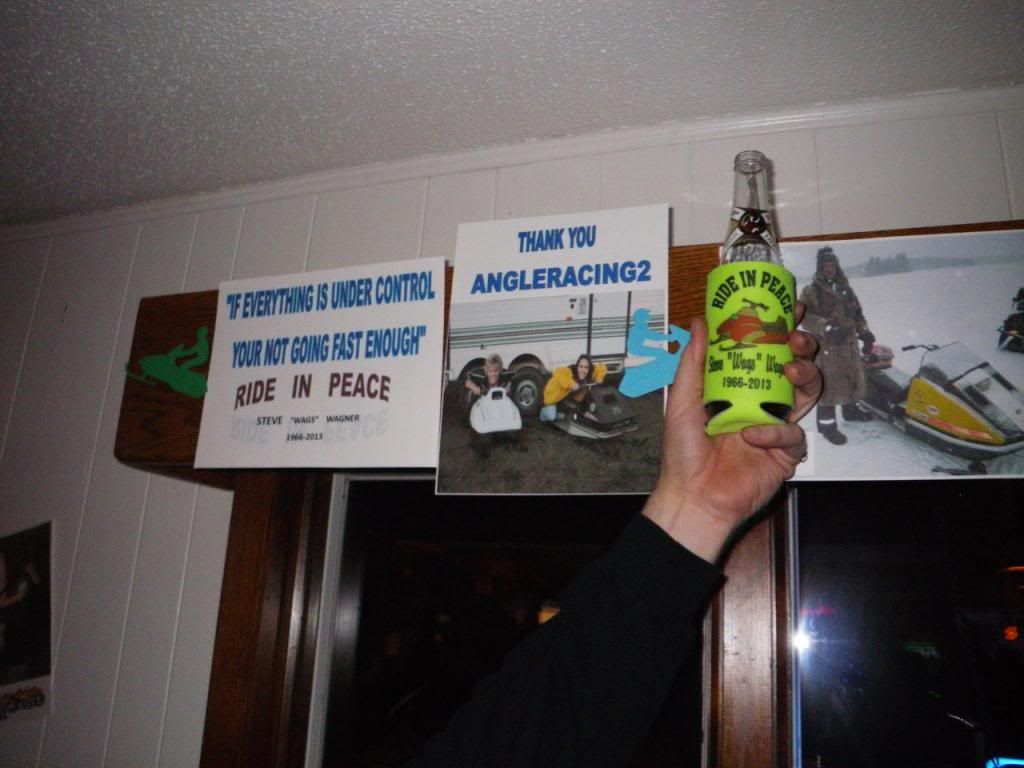 "IF EVERYTHING IS UNDER CONTROL
YOUR NOT GOING FAST ENOUGH"
RIDE IN PEACE
STEVE "WAGS" WAGNER
1966-2013
THANK YOU
ANGLERACING2
RIDE IN PEACE
Steve "Wags"
1966-2013